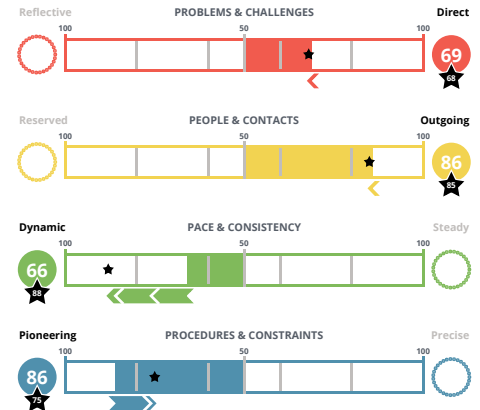 Reflective PROBLEMS & CHALLENGES Direct
100 50 100
69
68
Reserved PEOPLE & CONTACTS Outgoing
100 50 100
86
85
Dynamic PACE & CONSISTENCY Steady
100 50 100
66
88
Pioneering PROCEDURES & CONSTRAINTS Precise
100 50 100
86
75